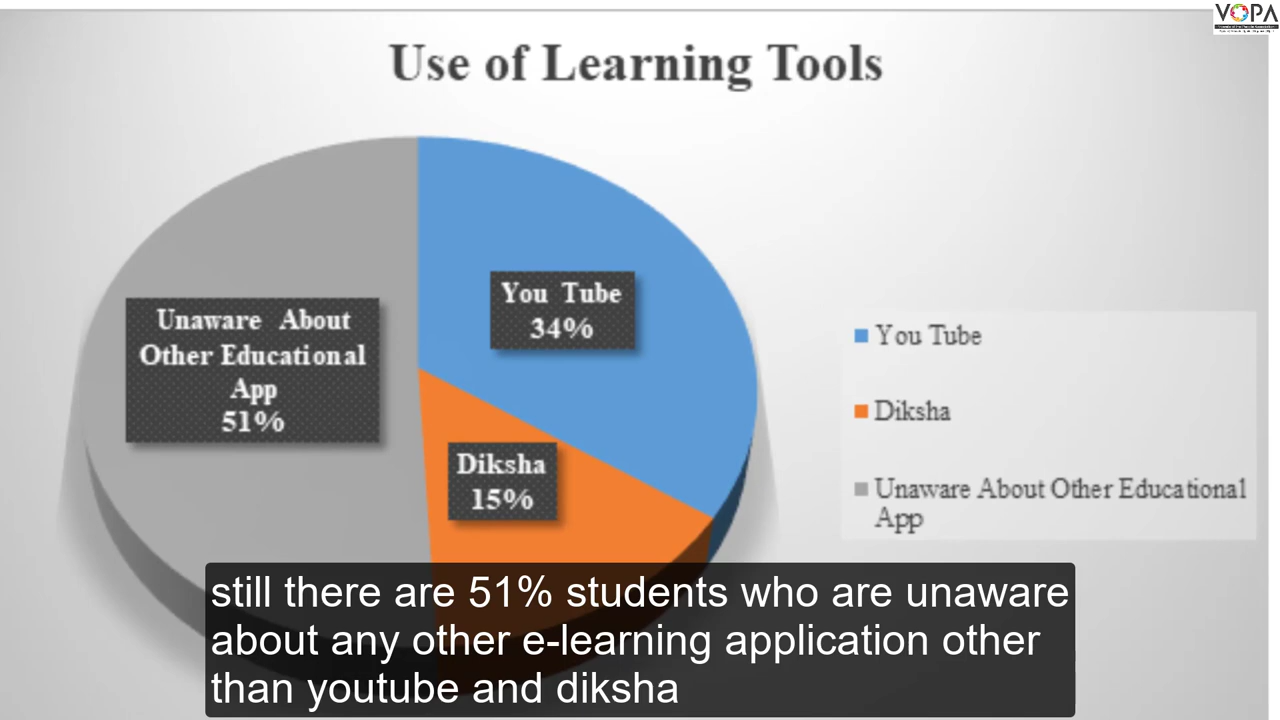 VOPA
Use of Learning Tools
You Tube
34%
Unaware About
Other Educational
App
51%
Diksha
15%
You Tube
Diksha
Unaware About Other Educational
App
still there are 51% students who are unaware
about any other e-learning application other
than youtube and diksha